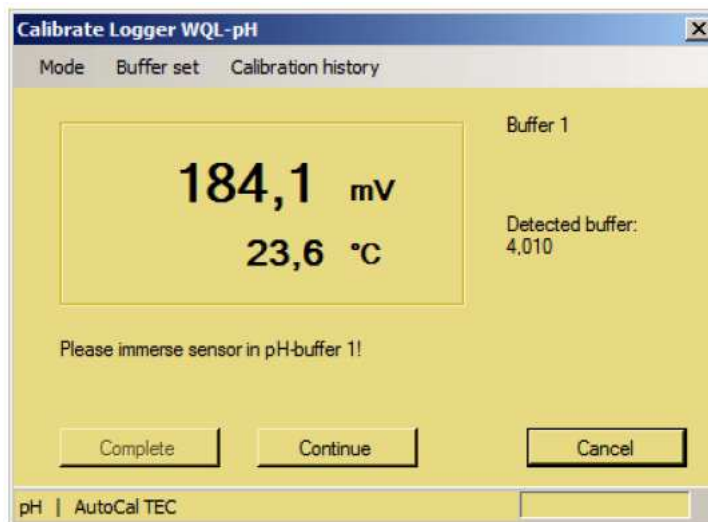 Calibrate Logger WQL-pH
Mode Buffer set Calibration history
Buffer 1
184,1 mV
23,6 °C
Detected buffer:
4,010
Please immerse sensor in pH-buffer 1!
Complete Continue Cancel
pH | AutoCal TEC